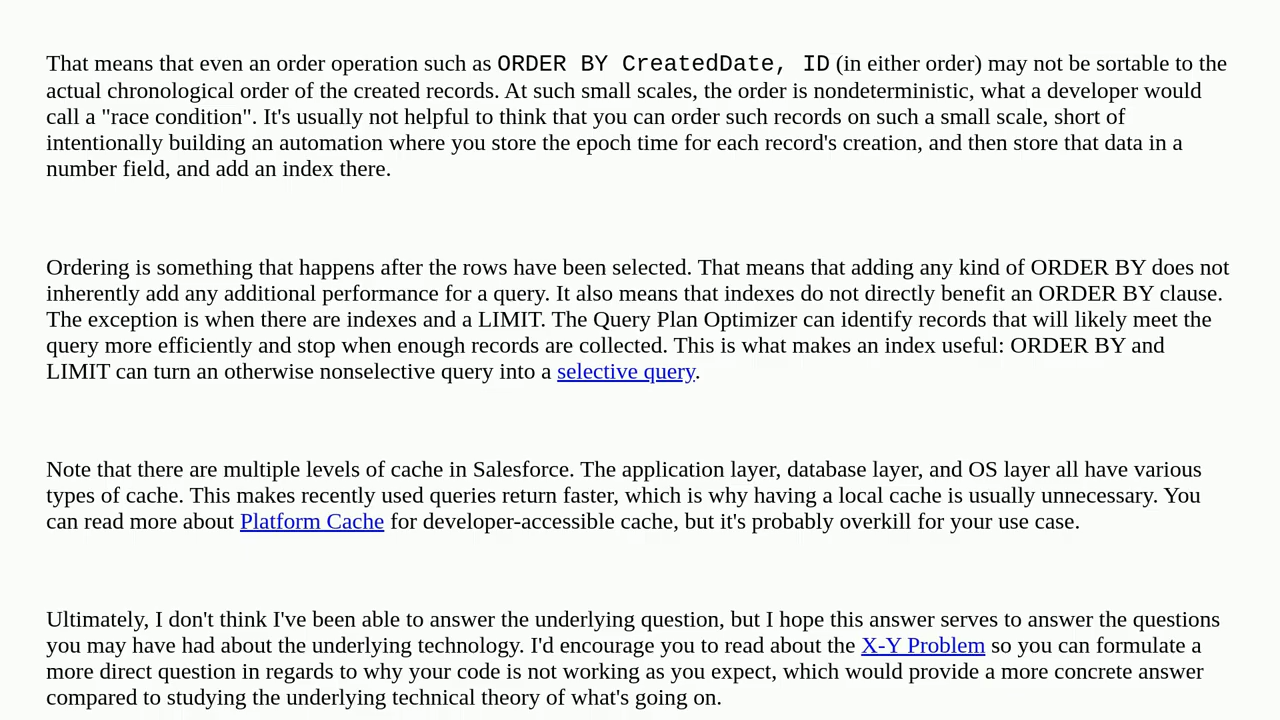 That means that even an order operation such as ORDER BY CreatedDate, ID (in either order) may not be sortable to the
actual chronological order of the created records. At such small scales, the order is nondeterministic, what a developer would
call a "race condition". It's usually not helpful to think that you can order such records on such a small scale, short of
intentionally building an automation where you store the epoch time for each record's creation, and then store that data in a
number field, and add an index there.
Ordering is something that happens after the rows have been selected. That means that adding any kind of ORDER BY does not
inherently add any additional performance for a query. It also means that indexes do not directly benefit an ORDER BY clause.
The exception is when there are indexes and a LIMIT. The Query Plan Optimizer can identify records that will likely meet the
query more efficiently and stop when enough records are collected. This is what makes an index useful: ORDER BY and
LIMIT can turn an otherwise nonselective query into a selective query.
Note that there are multiple levels of cache in Salesforce. The application layer, database layer, and OS layer all have various
types of cache. This makes recently used queries return faster, which is why having a local cache is usually unnecessary. You
can read more about Platform Cache for developer-accessible cache, but it's probably overkill for your use case.
Ultimately, I don't think I've been able to answer the underlying question, but I hope this answer serves to answer the questions
you may have had about the underlying technology. I'd encourage you to read about the X-Y Problem so you can formulate a
more direct question in regards to why your code is not working as you expect, which would provide a more concrete answer
compared to studying the underlying technical theory of what's going on.